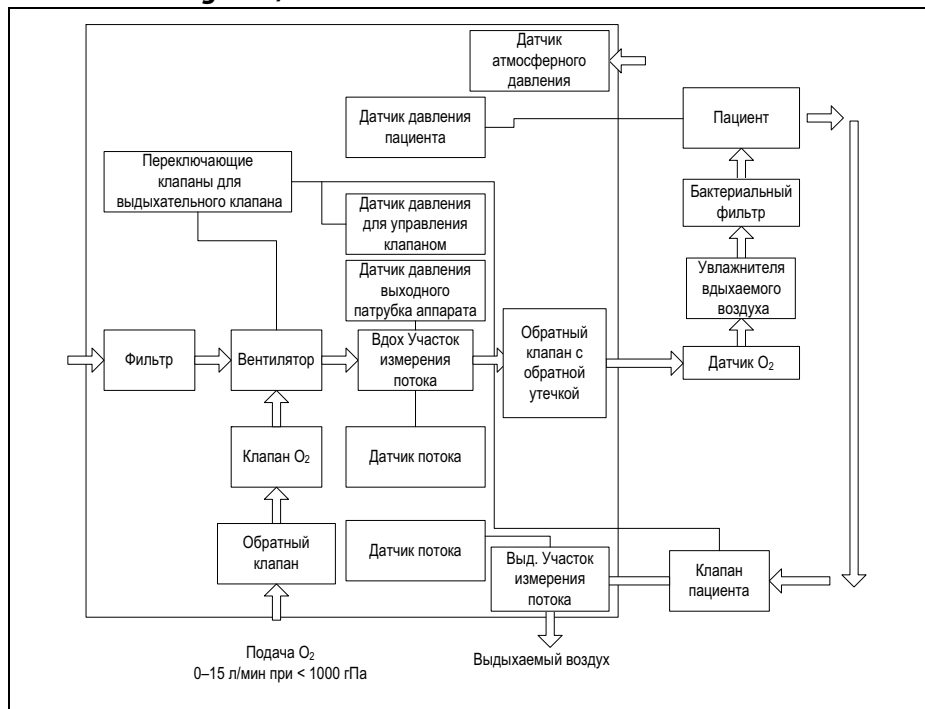 Датчик
атмосферного
давления
Датчик давления
пациента
Пациент
Переключающие
клапаны для
выдыхательного клапана
Бактериальный
фильтр
Датчик давления
для управления
клапаном
Датчик давления
выходного
патрубка аппарата
Увлажнителя
вдыхаемого
воздуха
Фильтр
Вентилятор
Вдох Участок
измерения
потока
Обратный
клапан с
обратной
утечкой
Датчик O₂
Клапан O₂
Датчик потока
Обратный
клапан
Датчик потока
Выд. Участок
измерения
потока
Клапан
пациента
Подача O₂
0–15 л/мин при < 1000 гПа
Выдыхаемый воздух